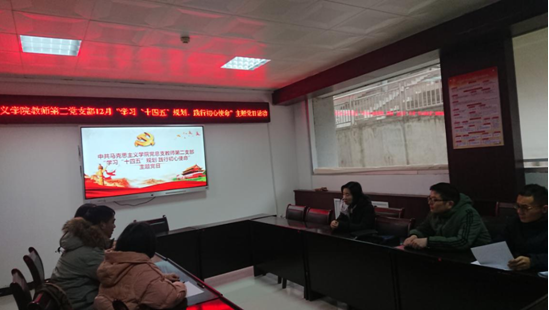 义学院教师第二党支部12月“学习‘十四五’规划、践行初心使命”主题党日活动
中共马克思主义学院党总支教师第二支部
“学习‘十四五’规划 践行初心使命”
主题党日